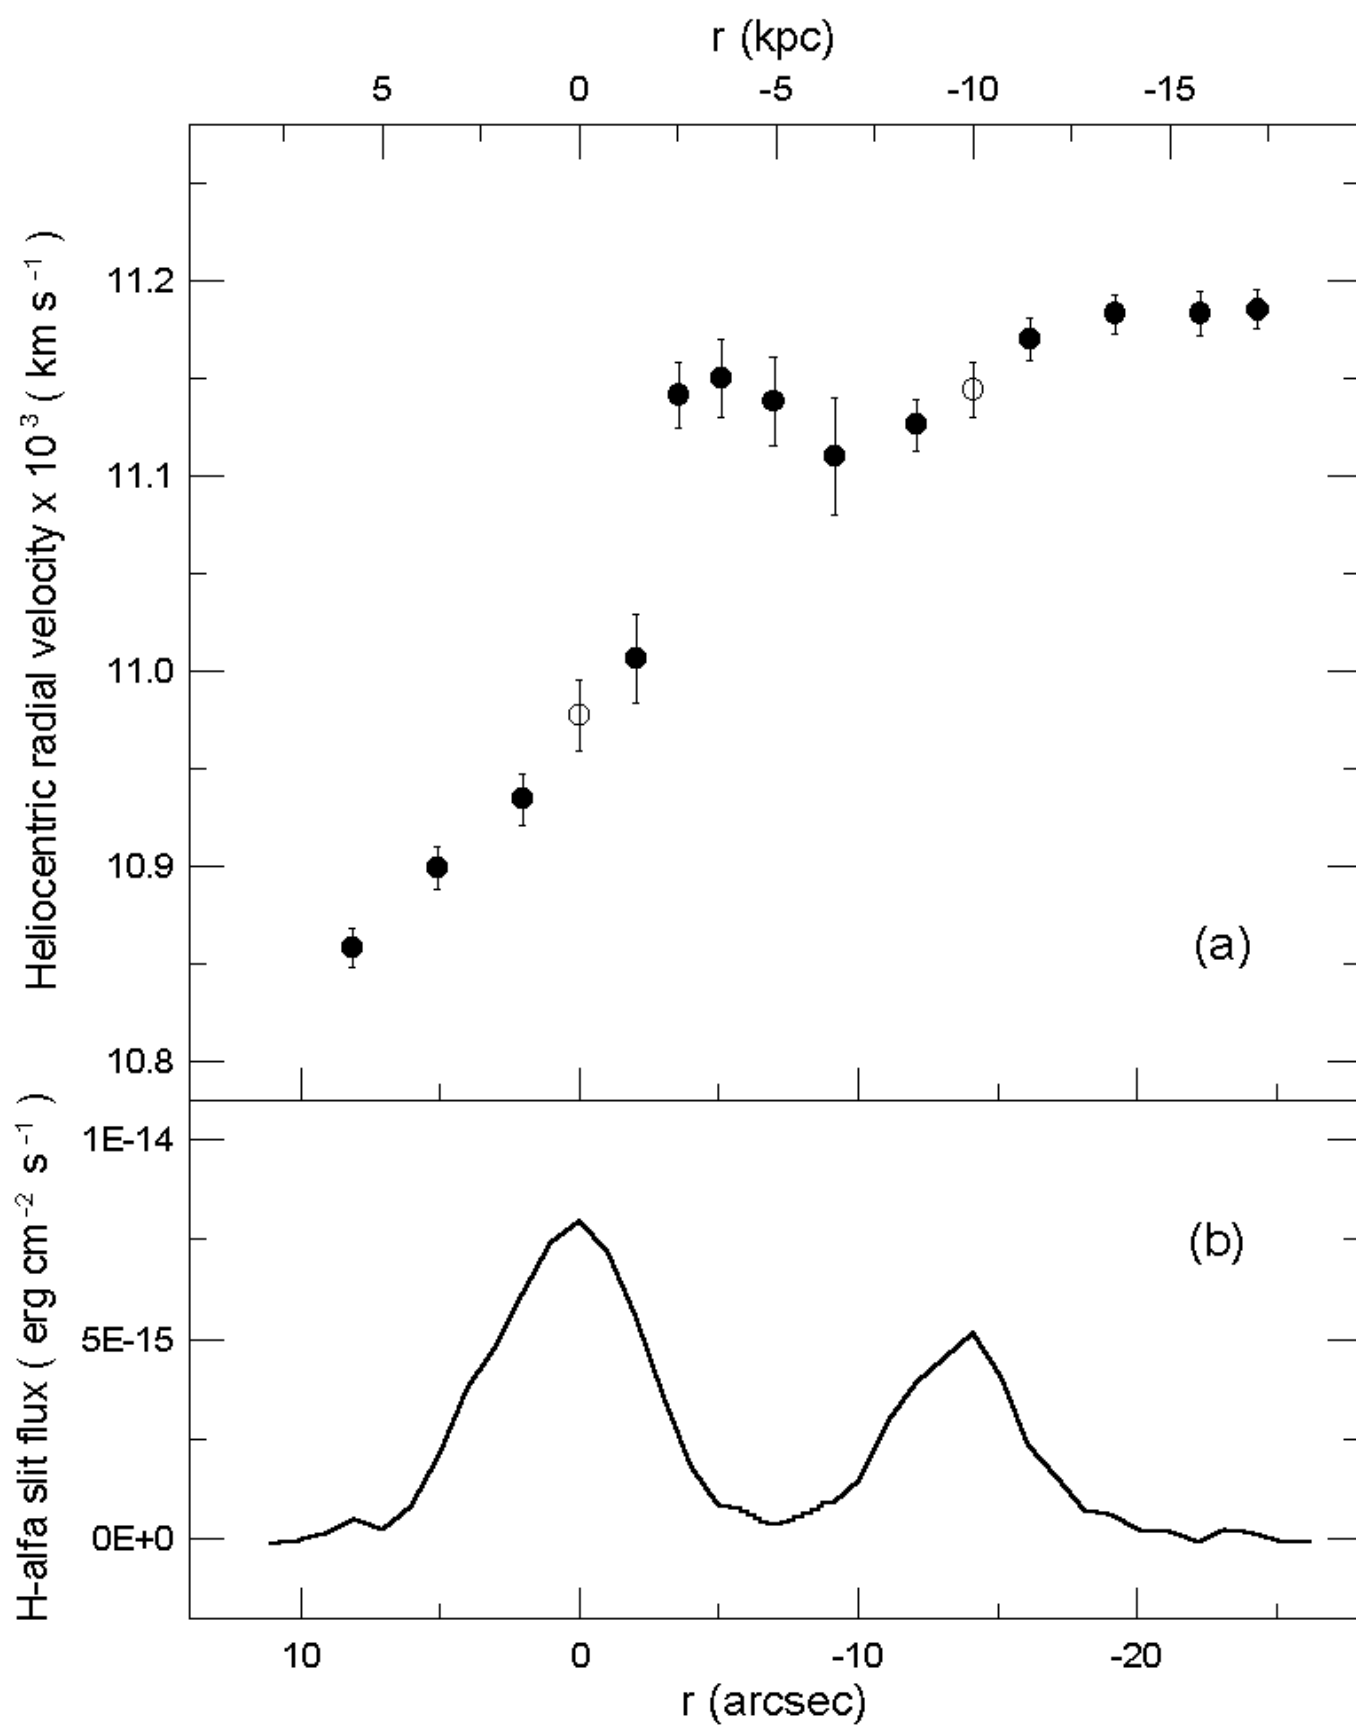 r (kpc)
5 0 -5 -10 -15
Heliocentric radial velocity x 10³ ( km s⁻¹ )
11.2
11.1
11.0
10.9
10.8
(a)
H-alfa slit flux ( erg cm⁻² s⁻¹ )
1E-14
5E-15
0E+0
(b)
10 0 -10 -20
r (arcsec)